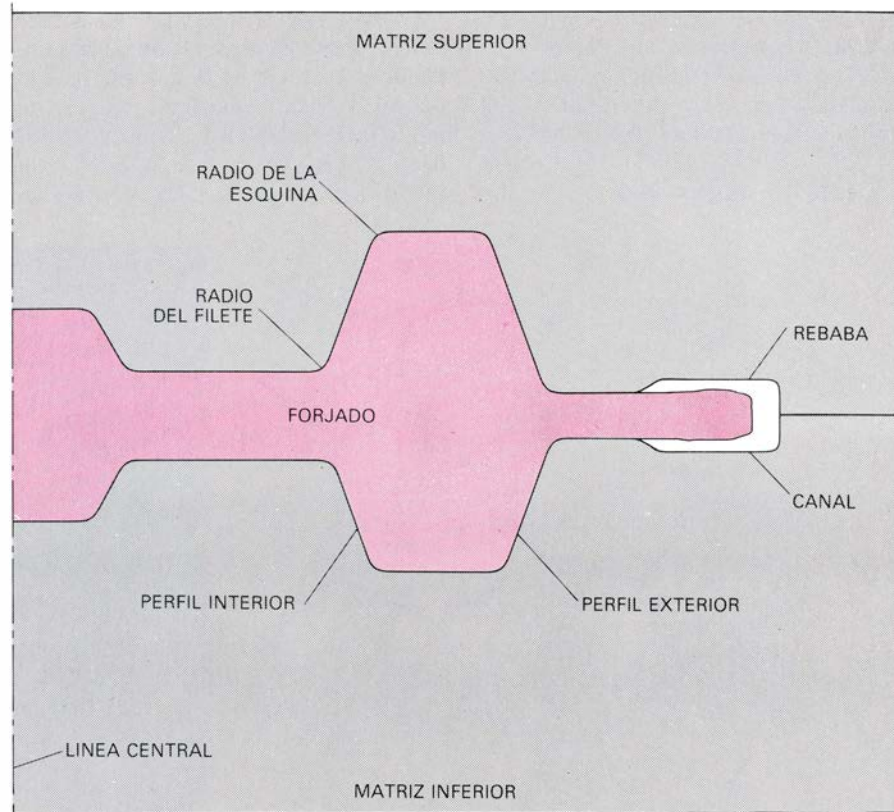 MATRIZ SUPERIOR
RADIO DE LA
ESQUINA
RADIO
DEL FILETE
REBABA
FORJADO
CANAL
PERFIL INTERIOR
PERFIL EXTERIOR
LINEA CENTRAL
MATRIZ INFERIOR